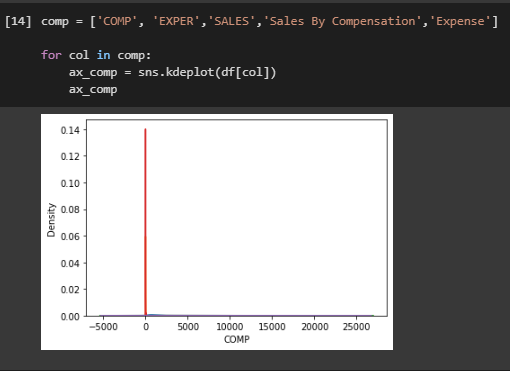 [14] comp = ['COMP', 'EXPER','SALES','Sales By Compensation','Expense']
for col in comp:
ax_comp = sns.kdeplot(df[col])
ax_comp
0.14
0.12
0.10
0.08
0.06
0.04
0.02
0.00
Density
−5000 0 5000 10000 15000 20000 25000
COMP